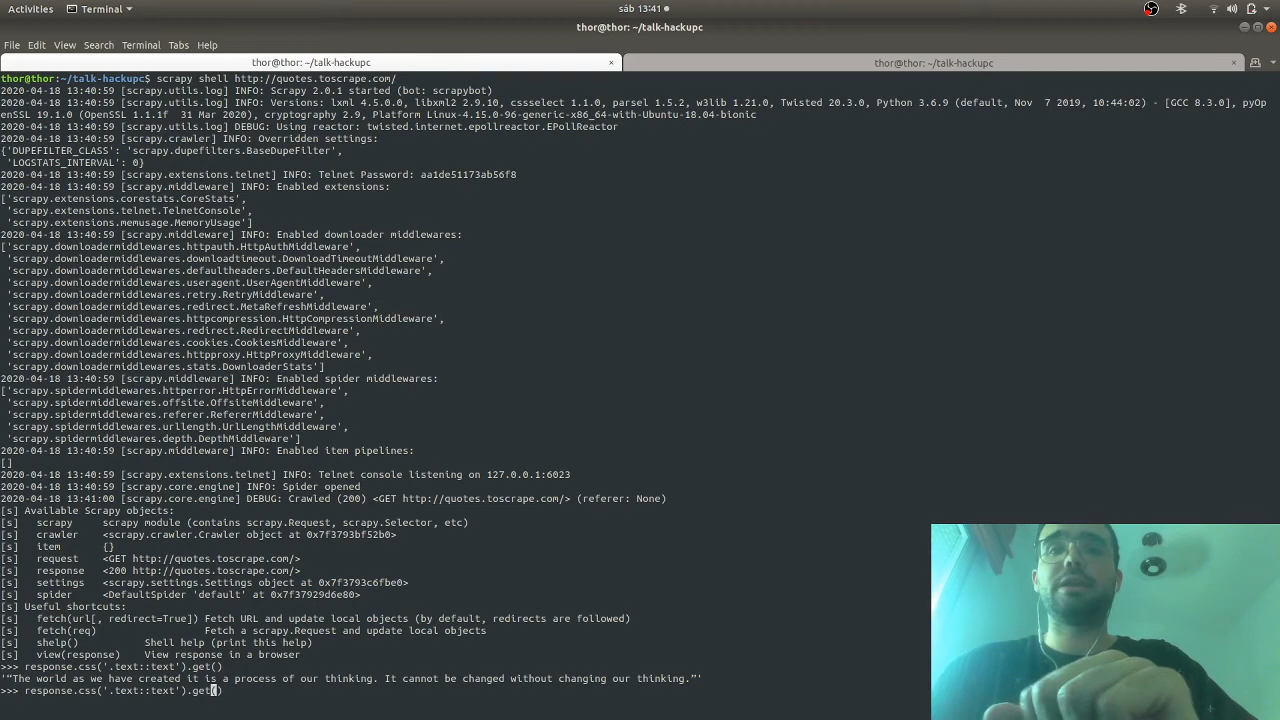 Activities Terminal sáb 13:41
thor@thor: ~/talk-hackupc
File Edit View Search Terminal Tabs Help
thor@thor: ~/talk-hackupc × thor@thor: ~/talk-hackupc ×
thor@thor:~/talk-hackupc$ scrapy shell http://quotes.toscrape.com/
2020-04-18 13:40:59 [scrapy.utils.log] INFO: Scrapy 2.0.1 started (bot: scrapybot)
2020-04-18 13:40:59 [scrapy.utils.log] INFO: Versions: lxml 4.5.0.0, libxml2 2.9.10, cssselect 1.1.0, parsel 1.5.2, w3lib 1.21.0, Twisted 20.3.0, Python 3.6.9 (default, Nov  7 2019, 10:44:02) - [GCC 8.3.0], pyOp
enSSL 19.1.0 (OpenSSL 1.1.1f  31 Mar 2020), cryptography 2.9, Platform Linux-4.15.0-96-generic-x86_64-with-Ubuntu-18.04-bionic
2020-04-18 13:40:59 [scrapy.utils.log] DEBUG: Using reactor: twisted.internet.epollreactor.EPollReactor
2020-04-18 13:40:59 [scrapy.crawler] INFO: Overridden settings:
{'DUPEFILTER_CLASS': 'scrapy.dupefilters.BaseDupeFilter',
 'LOGSTATS_INTERVAL': 0}
2020-04-18 13:40:59 [scrapy.extensions.telnet] INFO: Telnet Password: aa1de51173ab56f8
2020-04-18 13:40:59 [scrapy.middleware] INFO: Enabled extensions:
['scrapy.extensions.corestats.CoreStats',
 'scrapy.extensions.telnet.TelnetConsole',
 'scrapy.extensions.memusage.MemoryUsage']
2020-04-18 13:40:59 [scrapy.middleware] INFO: Enabled downloader middlewares:
['scrapy.downloadermiddlewares.httpauth.HttpAuthMiddleware',
 'scrapy.downloadermiddlewares.downloadtimeout.DownloadTimeoutMiddleware',
 'scrapy.downloadermiddlewares.defaultheaders.DefaultHeadersMiddleware',
 'scrapy.downloadermiddlewares.useragent.UserAgentMiddleware',
 'scrapy.downloadermiddlewares.retry.RetryMiddleware',
 'scrapy.downloadermiddlewares.redirect.MetaRefreshMiddleware',
 'scrapy.downloadermiddlewares.httpcompression.HttpCompressionMiddleware',
 'scrapy.downloadermiddlewares.redirect.RedirectMiddleware',
 'scrapy.downloadermiddlewares.cookies.CookiesMiddleware',
 'scrapy.downloadermiddlewares.httpproxy.HttpProxyMiddleware',
 'scrapy.downloadermiddlewares.stats.DownloaderStats']
2020-04-18 13:40:59 [scrapy.middleware] INFO: Enabled spider middlewares:
['scrapy.spidermiddlewares.httperror.HttpErrorMiddleware',
 'scrapy.spidermiddlewares.offsite.OffsiteMiddleware',
 'scrapy.spidermiddlewares.referer.RefererMiddleware',
 'scrapy.spidermiddlewares.urllength.UrlLengthMiddleware',
 'scrapy.spidermiddlewares.depth.DepthMiddleware']
2020-04-18 13:40:59 [scrapy.middleware] INFO: Enabled item pipelines:
[]
2020-04-18 13:40:59 [scrapy.extensions.telnet] INFO: Telnet console listening on 127.0.0.1:6023
2020-04-18 13:40:59 [scrapy.core.engine] INFO: Spider opened
2020-04-18 13:41:00 [scrapy.core.engine] DEBUG: Crawled (200) <GET http://quotes.toscrape.com/> (referer: None)
[s] Available Scrapy objects:
[s]   scrapy     scrapy module (contains scrapy.Request, scrapy.Selector, etc)
[s]   crawler    <scrapy.crawler.Crawler object at 0x7f3793bf52b0>
[s]   item       {}
[s]   request    <GET http://quotes.toscrape.com/>
[s]   response   <200 http://quotes.toscrape.com/>
[s]   settings   <scrapy.settings.Settings object at 0x7f3793c6fbe0>
[s]   spider     <DefaultSpider 'default' at 0x7f37929d6e80>
[s] Useful shortcuts:
[s]   fetch(url[, redirect=True]) Fetch URL and update local objects (by default, redirects are followed)
[s]   fetch(req)                  Fetch a scrapy.Request and update local objects
[s]   shelp()           Shell help (print this help)
[s]   view(response)    View response in a browser
>>> response.css('.text::text').get()
'“The world as we have created it is a process of our thinking. It cannot be changed without changing our thinking.”'
>>> response.css('.text::text').get()